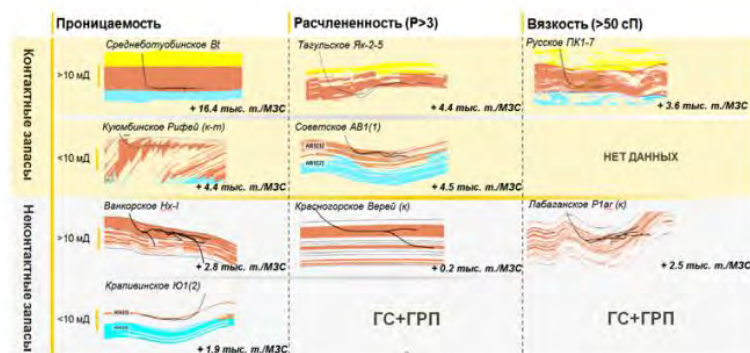 Проницаемость
Расчлененность (Р>3)
Вязкость (>50 сП)
Контактные запасы
>10 мД
Среднеботуобинское Bt
+ 16.4 тыс. т./МЗС
Тагульское Як-2-5
+ 4.4 тыс. т./МЗС
Русское ПК1-7
+ 3.6 тыс. т./МЗС
<10 мД
Куюмбинское Рифей (к-т)
+ 4.4 тыс. т./МЗС
Советское АВ1(1)
АВ1(1)
АВ1(2)
+ 4.5 тыс. т./МЗС
НЕТ ДАННЫХ
Неконтактные запасы
>10 мД
Ванкорское Нх-I
+ 2.8 тыс. т./МЗС
Красногорское Верей (к)
+ 0.2 тыс. т./МЗС
Лабаганское P1ar (к)
+ 2.5 тыс. т./МЗС
<10 мД
Крапивинское Ю1(2)
+ 1.9 тыс. т./МЗС
ГС+ГРП
ГС+ГРП